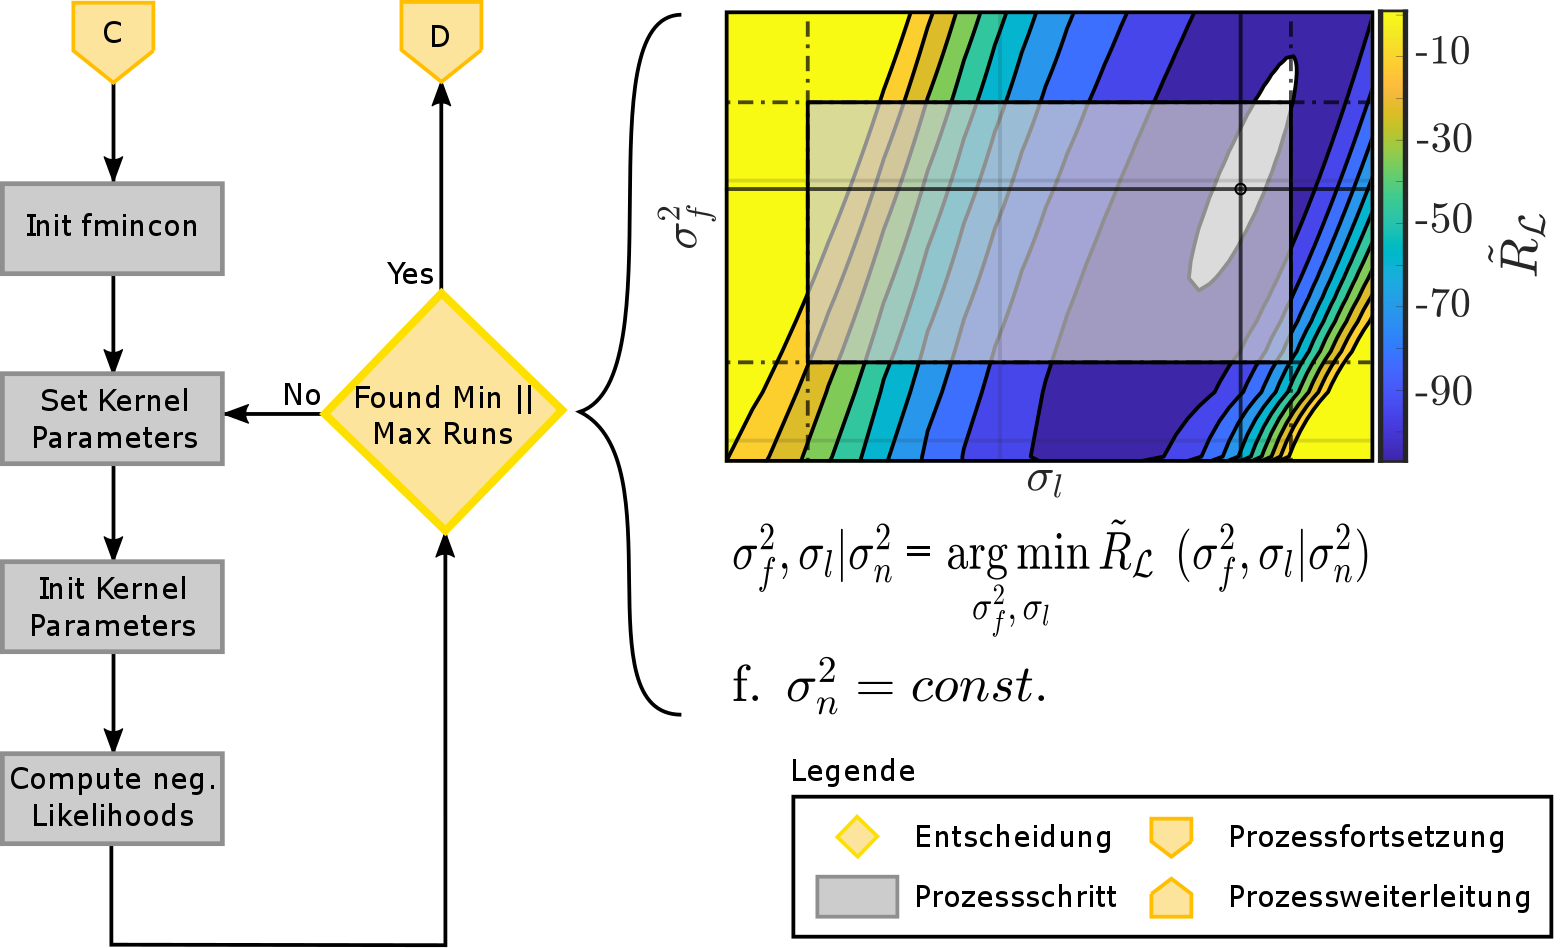 C
D
Init fmincon
Yes
Set Kernel
Parameters
No
Found Min ||
Max Runs
Init Kernel
Parameters
Compute neg.
Likelihoods
σ_f^2
σ_l
-10
-30
-50
-70
-90
R̃_ℒ
σ_f^2, σ_l|σ_n^2 = arg min R̃_ℒ (σ_f^2, σ_l|σ_n^2)
σ_f^2, σ_l
f. σ_n^2 = const.
Legende
Entscheidung
Prozessfortsetzung
Prozessschritt
Prozessweiterleitung